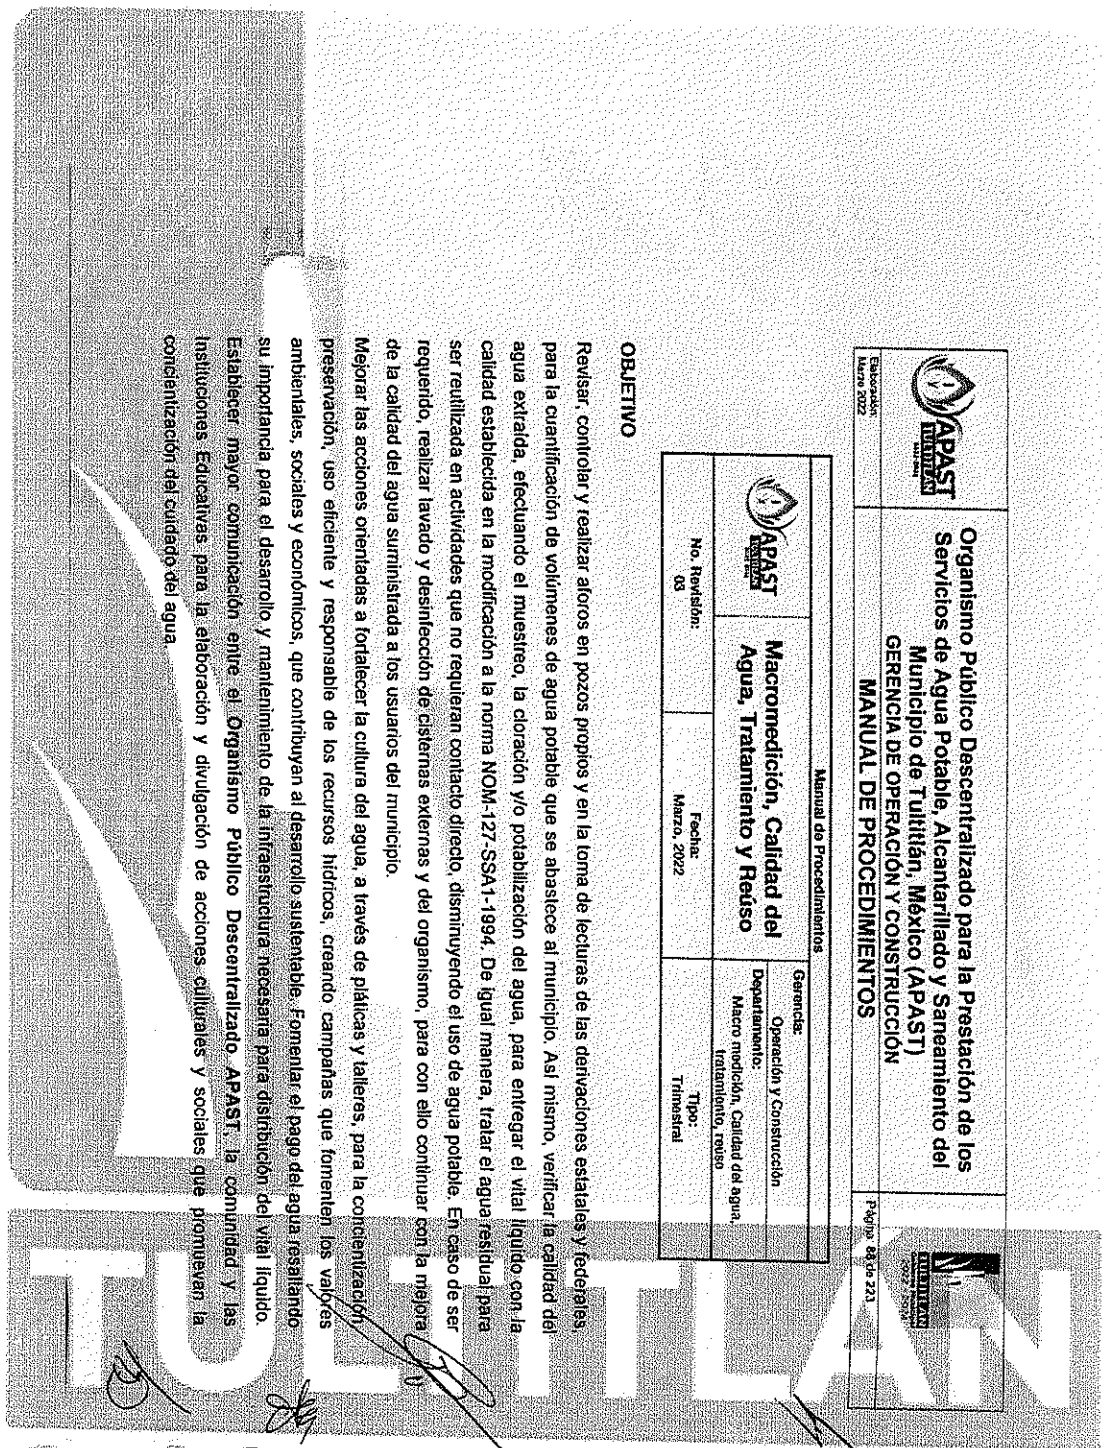 APAST
TULTITLÁN
2022-2024
Organismo Público Descentralizado para la Prestación de los
Servicios de Agua Potable, Alcantarillado y Saneamiento del
Municipio de Tultitlán, México (APAST)
GERENCIA DE OPERACIÓN Y CONSTRUCCIÓN
MANUAL DE PROCEDIMIENTOS
TULTITLÁN
2022-2024
Elaboración:
Marzo 2022
Página 88 de 223
Manual de Procedimientos
APAST
TULTITLÁN
Macromedición, Calidad del
Agua, Tratamiento y Reúso
Gerencia:
Operación y Construcción
Departamento:
Macro medición, Calidad del agua,
tratamiento, reúso
No. Revisión:
03
Fecha:
Marzo, 2022
Tipo:
Trimestral
OBJETIVO
Revisar, controlar y realizar aforos en pozos propios y en la toma de lecturas de las derivaciones estatales y federales,
para la cuantificación de volúmenes de agua potable que se abastece al municipio. Así mismo, verificar la calidad del
agua extraída, efectuando el muestreo, la cloración y/o potabilización del agua, para entregar el vital líquido con la
calidad establecida en la modificación a la norma NOM-127-SSA1-1994. De igual manera, tratar el agua residual para
ser reutilizada en actividades que no requieran contacto directo, disminuyendo el uso de agua potable. En caso de ser
requerido, realizar lavado y desinfección de cisternas externas y del organismo, para con ello continuar con la mejora
de la calidad del agua suministrada a los usuarios del municipio.
Mejorar las acciones orientadas a fortalecer la cultura del agua, a través de pláticas y talleres, para la concientización,
preservación, uso eficiente y responsable de los recursos hídricos, creando campañas que fomenten los valores
ambientales, sociales y económicos, que contribuyen al desarrollo sustentable. Fomentar el pago del agua resaltando
su importancia para el desarrollo y mantenimiento de la infraestructura necesaria para distribución del vital líquido.
Establecer mayor comunicación entre el Organismo Público Descentralizado APAST, la comunidad y las
Instituciones Educativas para la elaboración y divulgación de acciones culturales y sociales que promuevan la
concientización del cuidado del agua.
TULTITLÁN